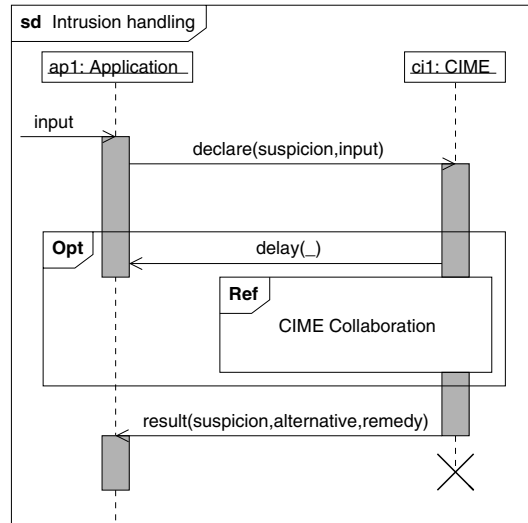 sd Intrusion handling
ap1: Application
ci1: CIME
input
declare(suspicion,input)
Opt
delay(_)
Ref
CIME Collaboration
result(suspicion,alternative,remedy)